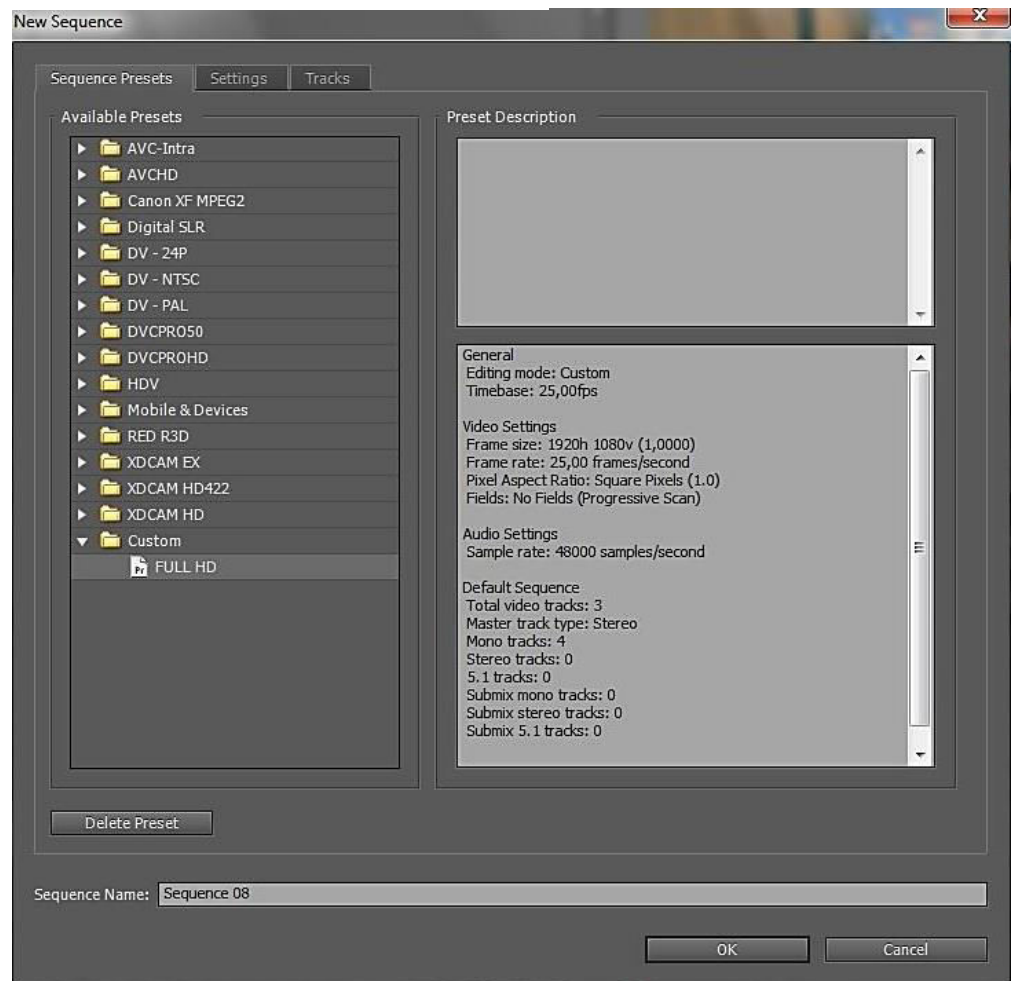 New Sequence
Sequence Presets Settings Tracks
Available Presets
AVC-Intra
AVCHD
Canon XF MPEG2
Digital SLR
DV - 24P
DV - NTSC
DV - PAL
DVCPRO50
DVCPROHD
HDV
Mobile & Devices
RED R3D
XDCAM EX
XDCAM HD422
XDCAM HD
Custom
Pr FULL HD
Delete Preset
Preset Description
General
Editing mode: Custom
Timebase: 25,00fps
Video Settings
Frame size: 1920h 1080v (1,0000)
Frame rate: 25,00 frames/second
Pixel Aspect Ratio: Square Pixels (1.0)
Fields: No Fields (Progressive Scan)
Audio Settings
Sample rate: 48000 samples/second
Default Sequence
Total video tracks: 3
Master track type: Stereo
Mono tracks: 4
Stereo tracks: 0
5.1 tracks: 0
Submix mono tracks: 0
Submix stereo tracks: 0
Submix 5.1 tracks: 0
Sequence Name: Sequence 08
OK Cancel